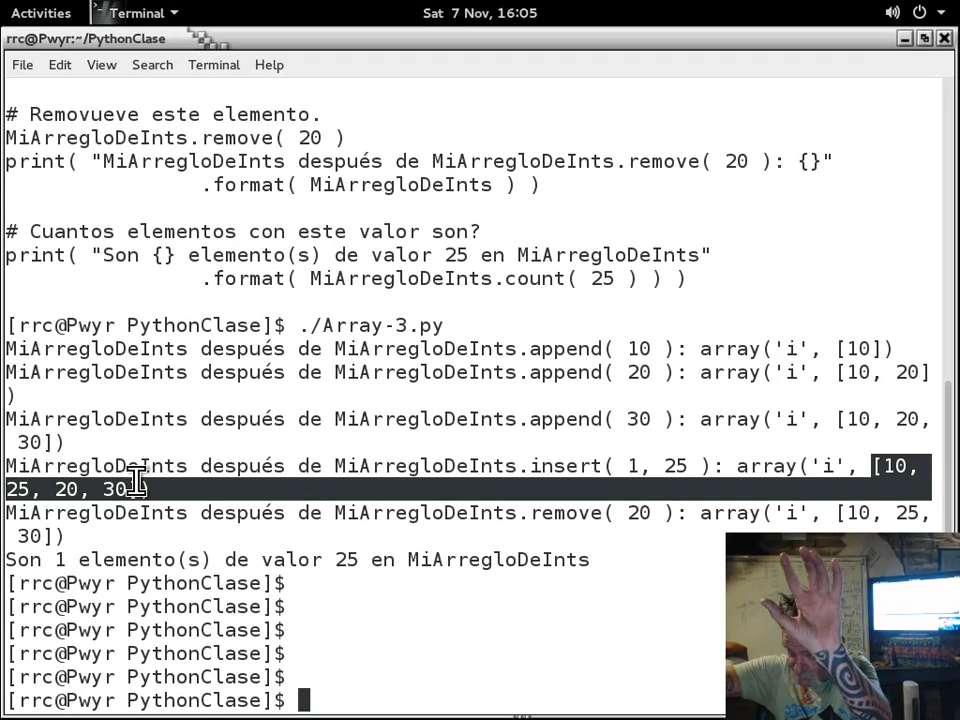 Activities Terminal Sat 7 Nov, 16:05
rrc@Pwyr:~/PythonClase
File Edit View Search Terminal Help
# Removueve este elemento.
MiArregloDeInts.remove( 20 )
print( "MiArregloDeInts después de MiArregloDeInts.remove( 20 ): {}"
.format( MiArregloDeInts ) )
# Cuantos elementos con este valor son?
print( "Son {} elemento(s) de valor 25 en MiArregloDeInts"
.format( MiArregloDeInts.count( 25 ) ) )
[rrc@Pwyr PythonClase]$ ./Array-3.py
MiArregloDeInts después de MiArregloDeInts.append( 10 ): array('i', [10])
MiArregloDeInts después de MiArregloDeInts.append( 20 ): array('i', [10, 20]
)
MiArregloDeInts después de MiArregloDeInts.append( 30 ): array('i', [10, 20,
30])
MiArregloDeInts después de MiArregloDeInts.insert( 1, 25 ): array('i', [10,
25, 20, 30])
MiArregloDeInts después de MiArregloDeInts.remove( 20 ): array('i', [10, 25,
30])
Son 1 elemento(s) de valor 25 en MiArregloDeInts
[rrc@Pwyr PythonClase]$
[rrc@Pwyr PythonClase]$
[rrc@Pwyr PythonClase]$
[rrc@Pwyr PythonClase]$
[rrc@Pwyr PythonClase]$
[rrc@Pwyr PythonClase]$